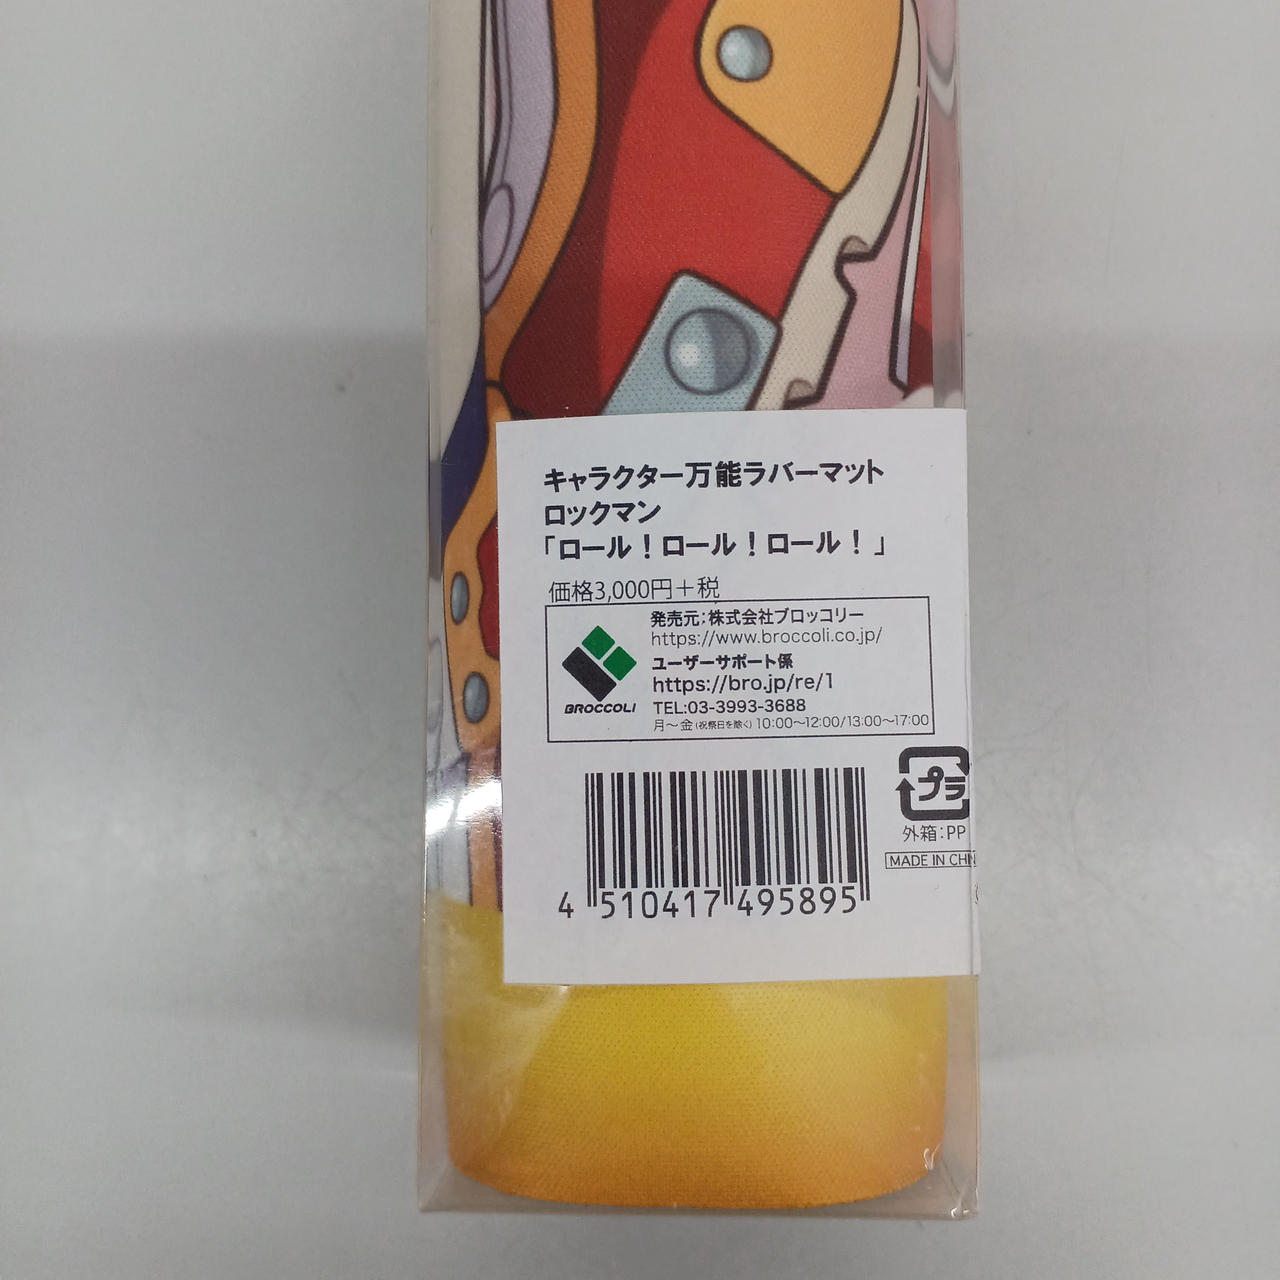 キャラクター万能ラバーマット
ロックマン
「ロール！ロール！ロール！」
価格3,000円＋税
発売元：株式会社ブロッコリー
https://www.broccoli.co.jp/
ユーザーサポート係
https://bro.jp/re/1
TEL:03-3993-3688
月～金(祝祭日を除く) 10:00～12:00/13:00～17:00
BROCCOLI
プラ
外箱：PP
MADE IN CHIN
4 510417 495895